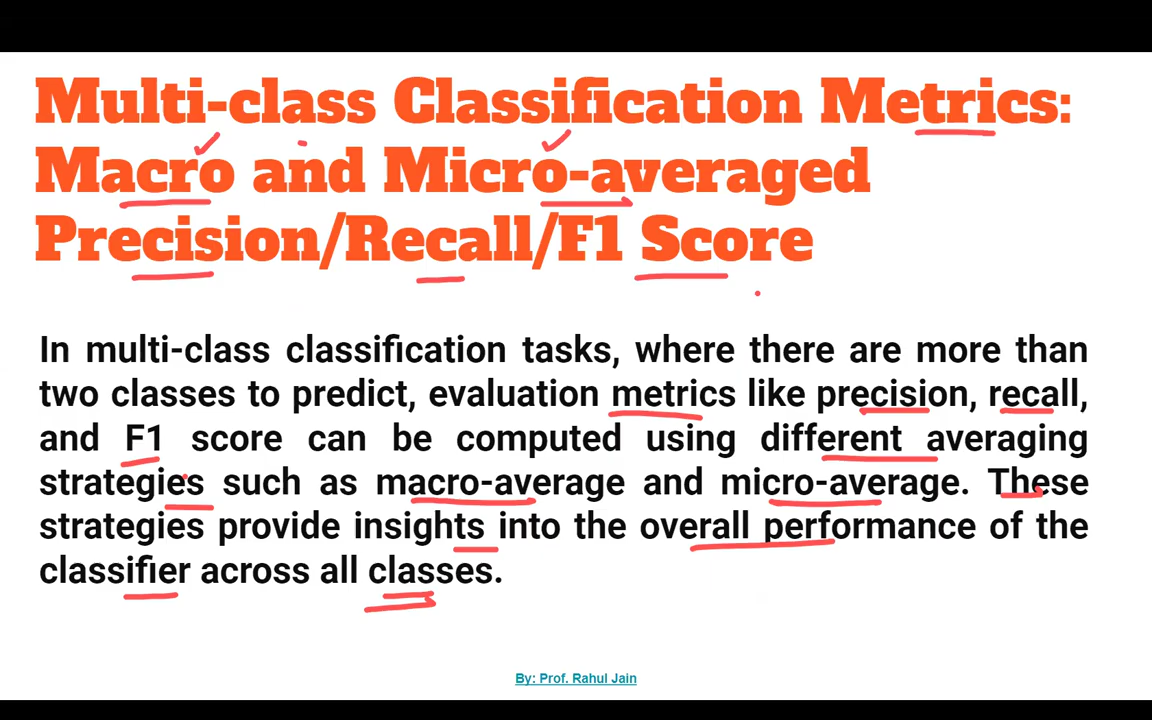 Multi-class Classification Metrics:
Macro and Micro-averaged
Precision/Recall/F1 Score
In multi-class classification tasks, where there are more than
two classes to predict, evaluation metrics like precision, recall,
and F1 score can be computed using different averaging
strategies such as macro-average and micro-average. These
strategies provide insights into the overall performance of the
classifier across all classes.
By: Prof. Rahul Jain